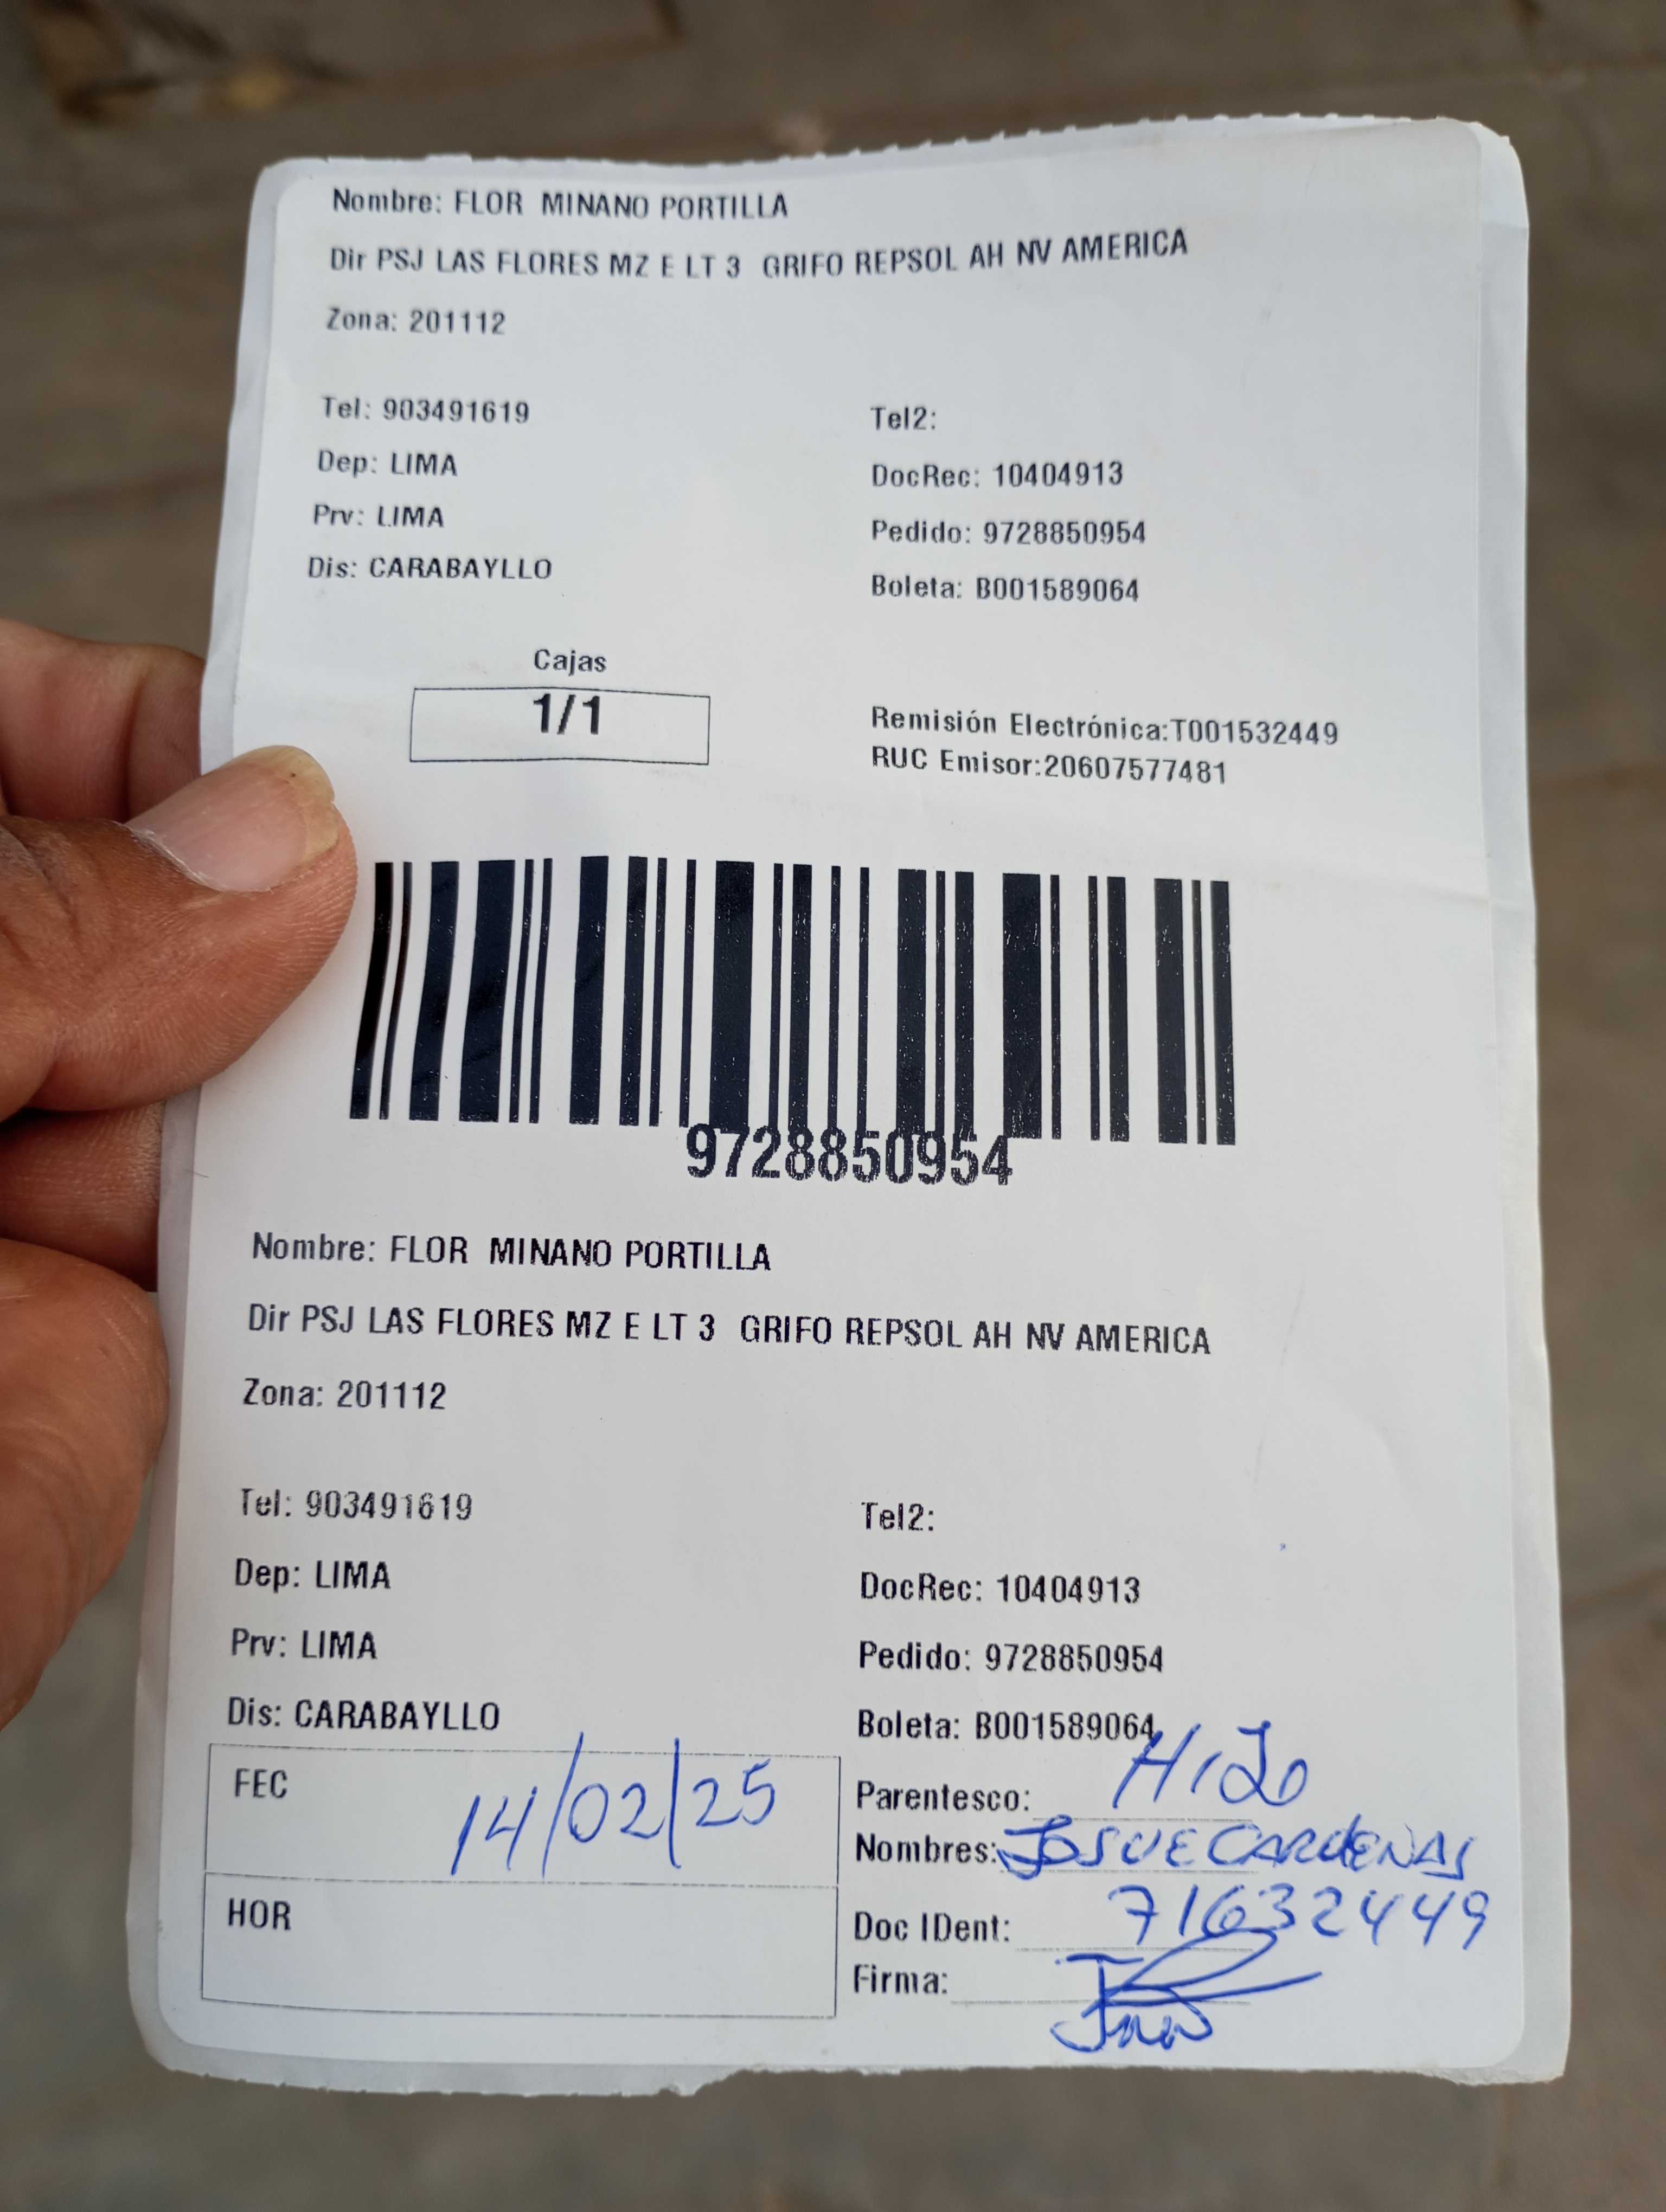 Nombre: FLOR MINANO PORTILLA
Dir PSJ LAS FLORES MZ E LT 3 GRIFO REPSOL AH NV AMERICA
Zona: 201112
Tel: 903491619
Tel2:
Dep: LIMA
DocRec: 10404913
Prv: LIMA
Pedido: 9728850954
Dis: CARABAYLLO
Boleta: B001589064
Cajas
1/1
Remisión Electrónica:T001532449
RUC Emisor:20607577481
9728850954
Nombre: FLOR MINANO PORTILLA
Dir PSJ LAS FLORES MZ E LT 3 GRIFO REPSOL AH NV AMERICA
Zona: 201112
Tel: 903491619
Tel2:
Dep: LIMA
DocRec: 10404913
Prv: LIMA
Pedido: 9728850954
Dis: CARABAYLLO
Boleta: B001589064
FEC 14/02/25
Parentesco: HIJO
Nombres: JOSUE CARDENAS
HOR
Doc IDent: 71632449
Firma: